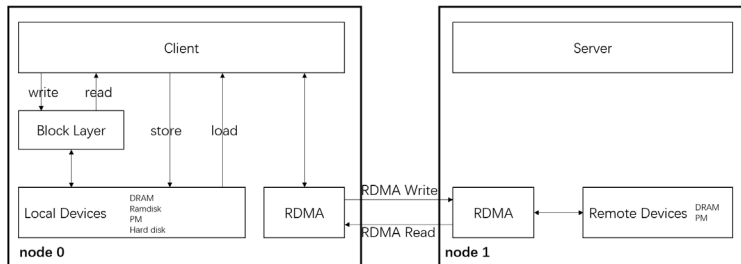 Client
Server
write
read
Block Layer
store
load
RDMA Write
RDMA Read
Local Devices
DRAM
Ramdisk
PM
Hard disk
RDMA
RDMA
Remote Devices
DRAM
PM
node 0
node 1